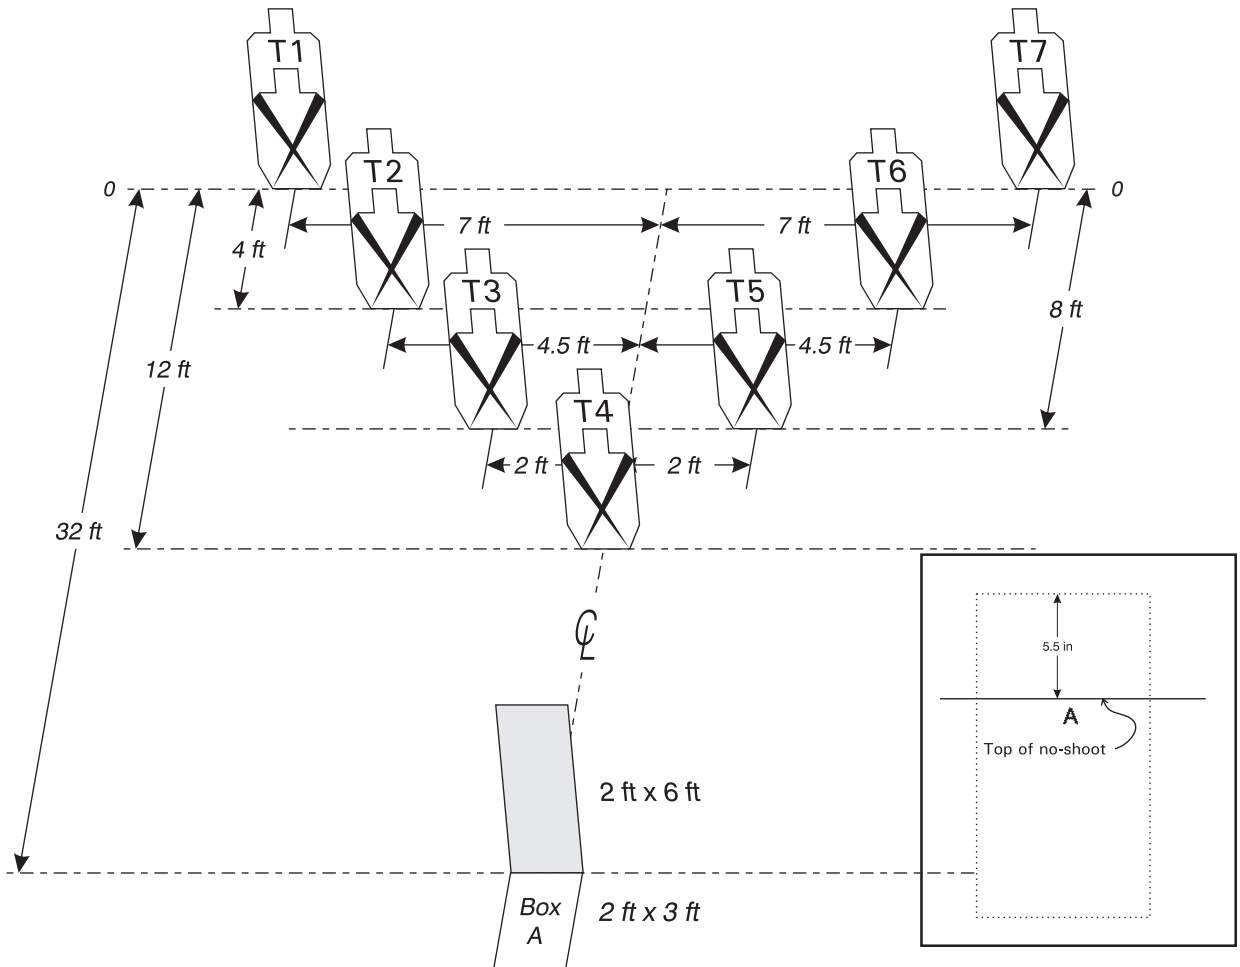 T1
T7
T2
T6
0
0
7 ft
7 ft
4 ft
T3
T5
8 ft
4.5 ft
4.5 ft
12 ft
T4
2 ft
2 ft
32 ft
℄
5.5 in
A
Top of no-shoot
2 ft x 6 ft
Box
A
2 ft x 3 ft